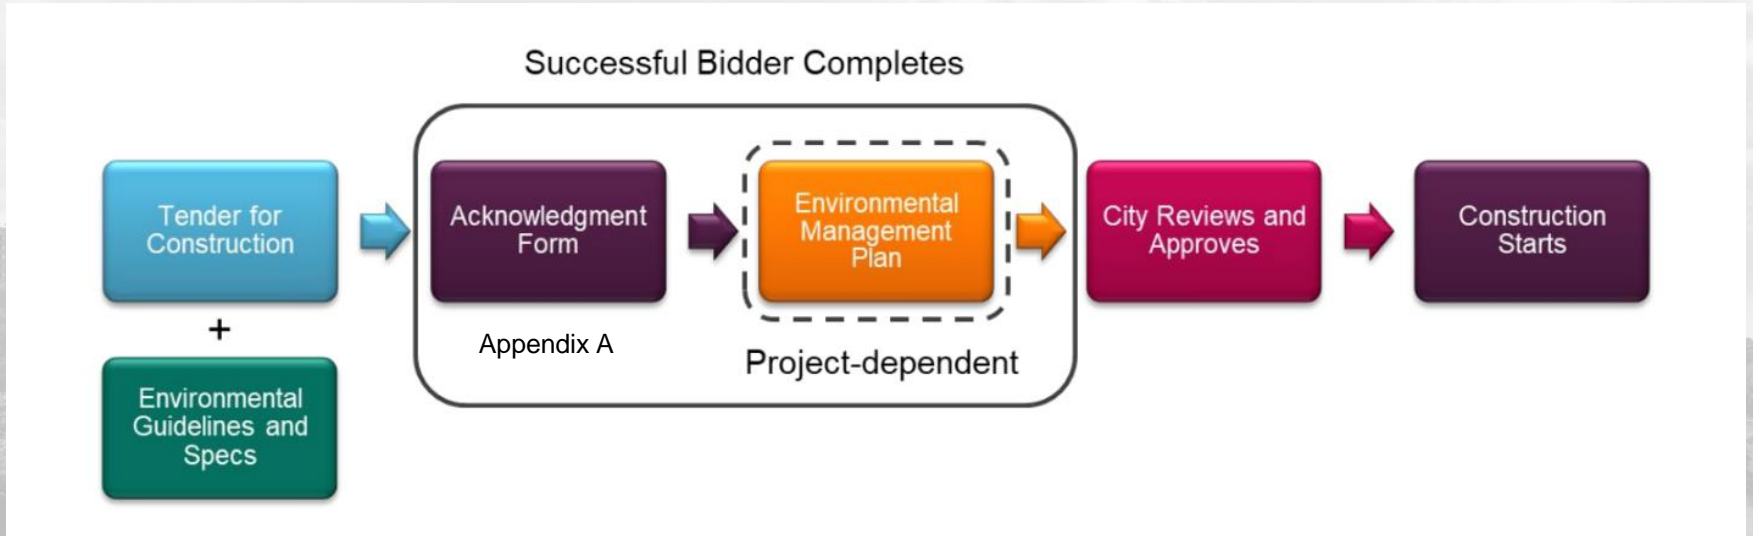 Successful Bidder Completes
Tender for
Construction
+
Environmental
Guidelines and
Specs
Acknowledgment
Form
Appendix A
Environmental
Management
Plan
Project-dependent
City Reviews and
Approves
Construction
Starts